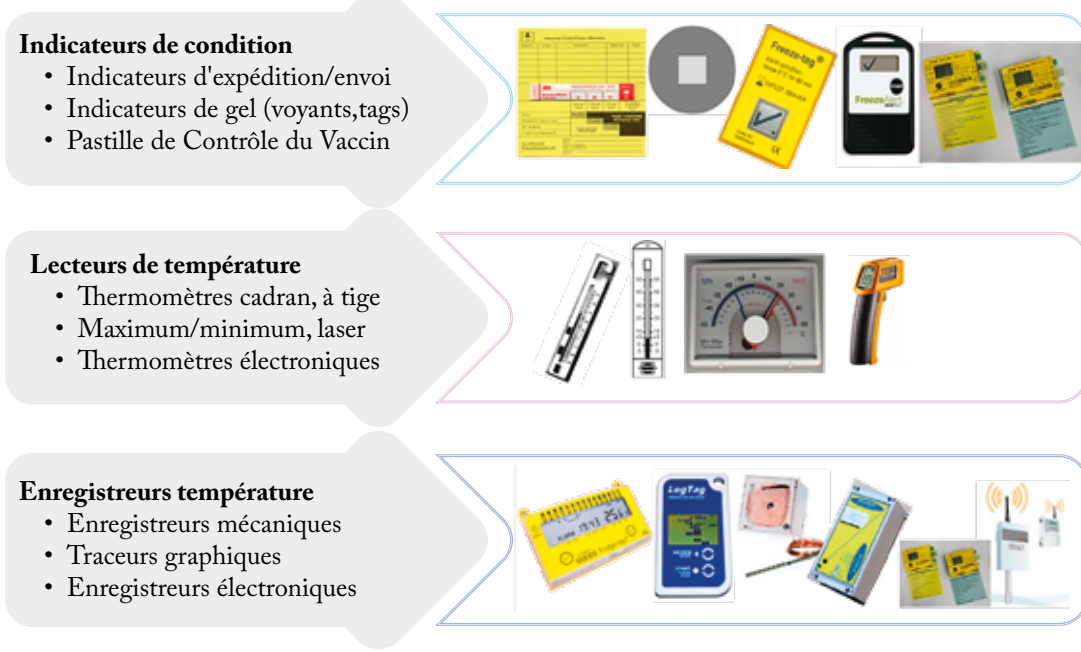 Indicateurs de condition
• Indicateurs d'expédition/envoi
• Indicateurs de gel (voyants,tags)
• Pastille de Contrôle du Vaccin
Freeze-tag®
FreezeAlert
Lecteurs de température
• Thermomètres cadran, à tige
• Maximum/minimum, laser
• Thermomètres électroniques
Enregistreurs température
• Enregistreurs mécaniques
• Traceurs graphiques
• Enregistreurs électroniques
LogTag